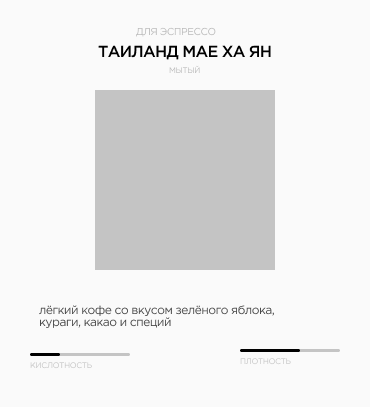 ДЛЯ ЭСПРЕССО
ТАИЛАНД МАЕ ХА ЯН
МЫТЫЙ
лёгкий кофе со вкусом зелёного яблока,
кураги, какао и специй
КИСЛОТНОСТЬ
ПЛОТНОСТЬ